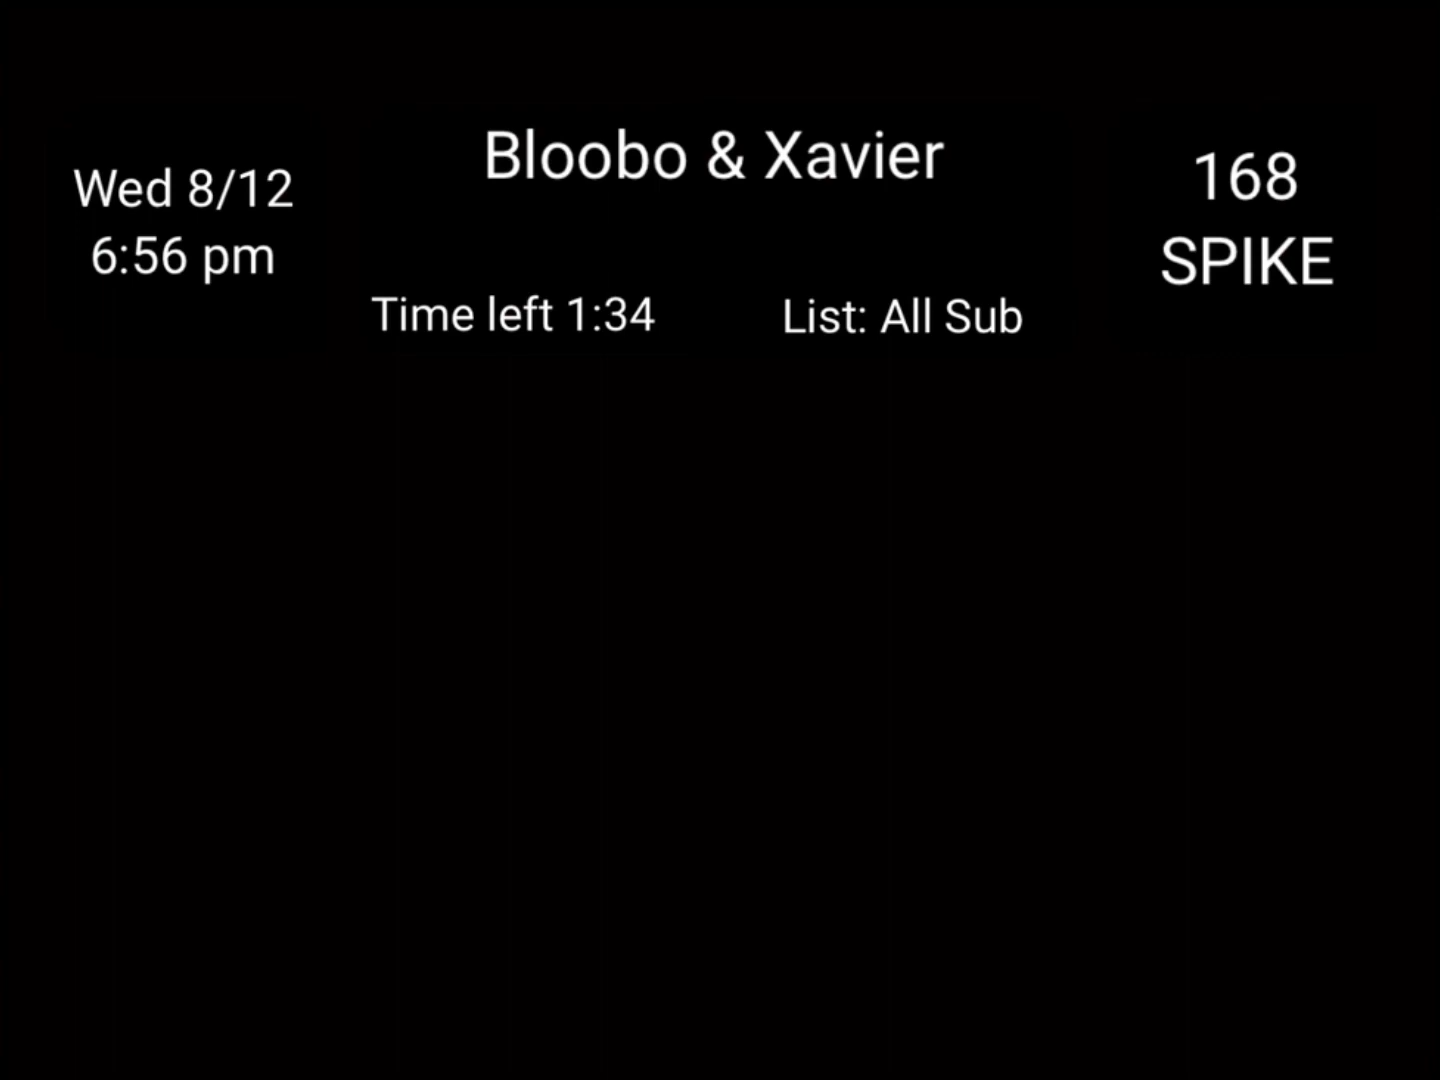 Bloobo & Xavier
Wed 8/12
6:56 pm
168
SPIKE
Time left 1:34
List: All Sub